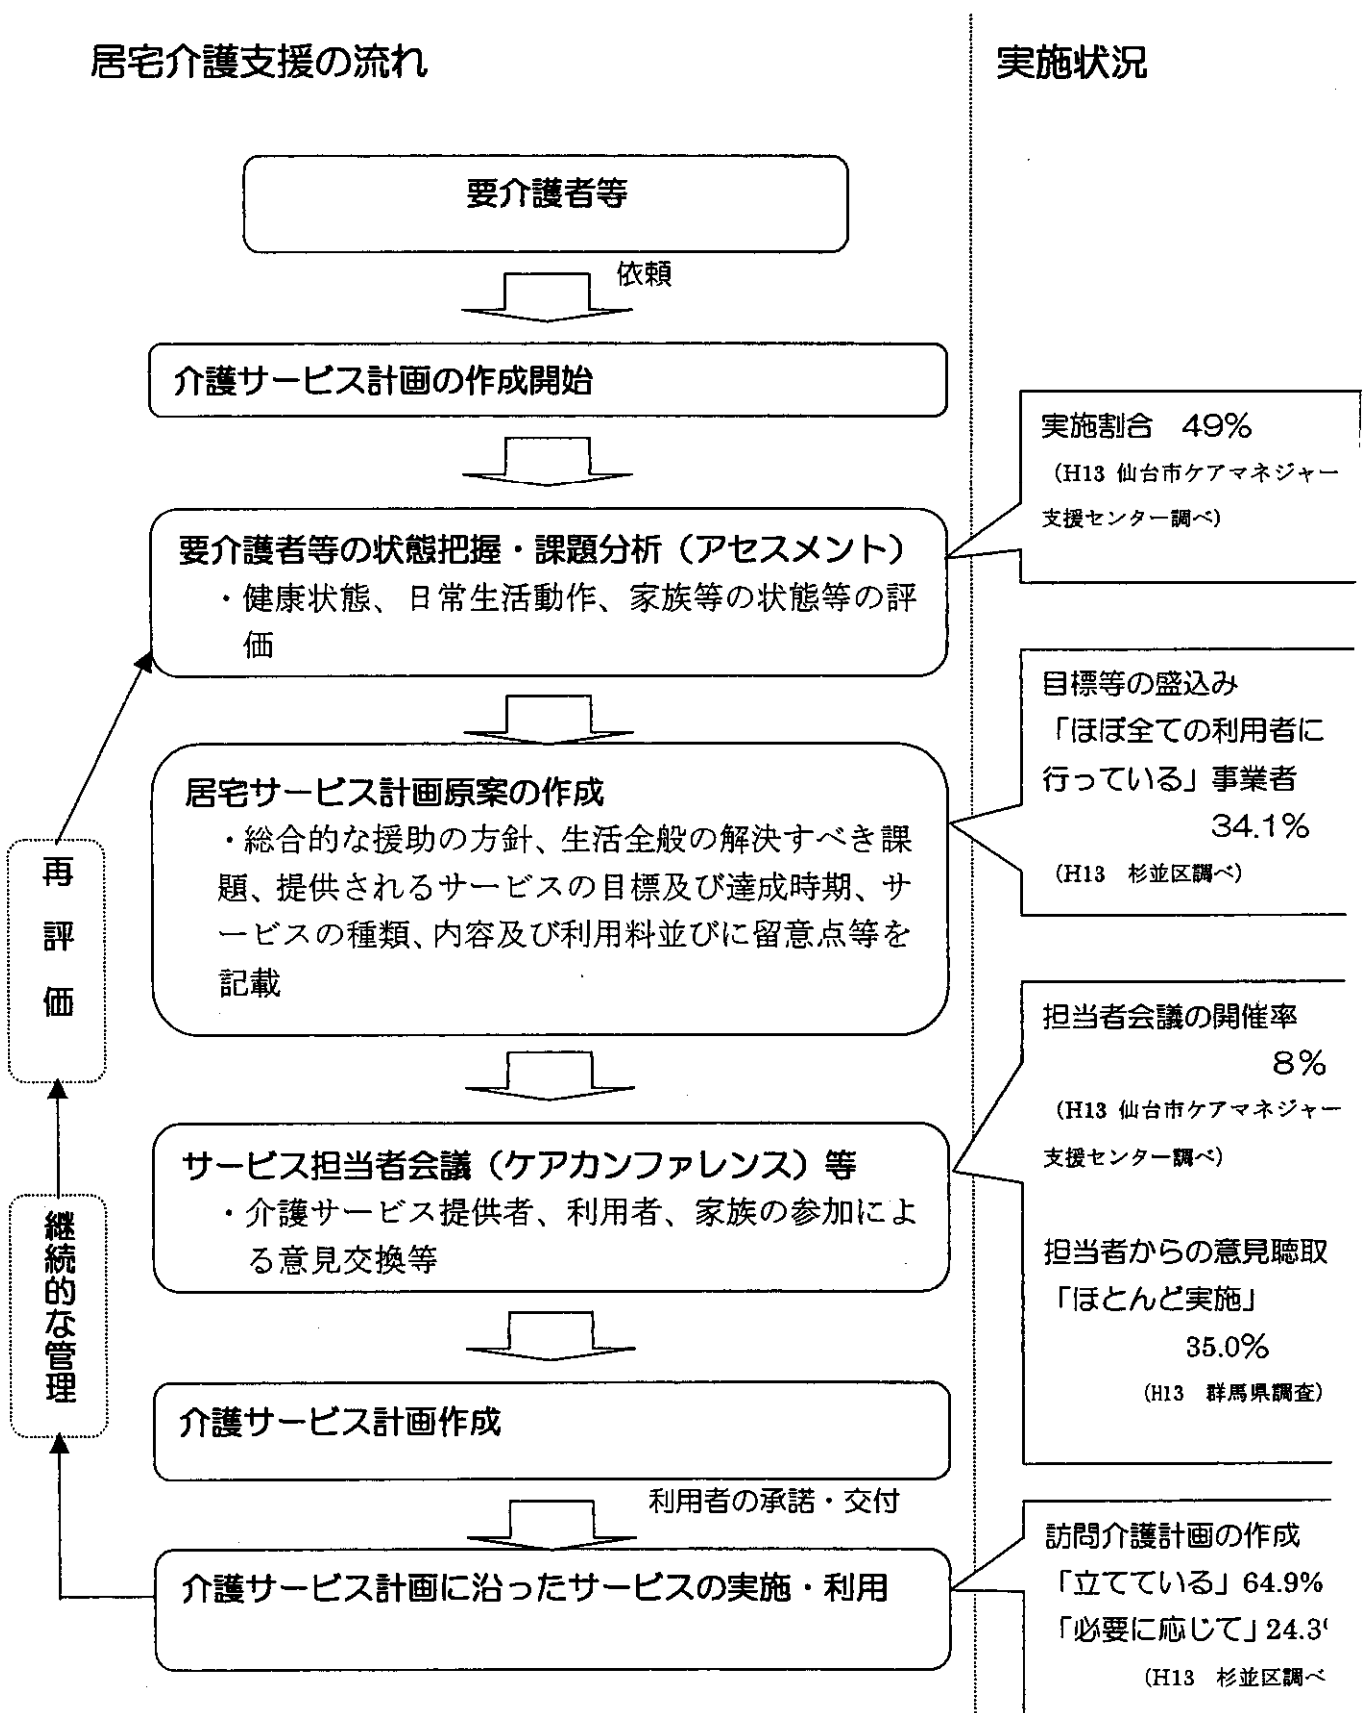 居宅介護支援の流れ
実施状況
要介護者等
依頼
介護サービス計画の作成開始
実施割合 49%
(H13 仙台市ケアマネジャー
支援センター調べ)
要介護者等の状態把握・課題分析（アセスメント）
・健康状態、日常生活動作、家族等の状態等の評
価
目標等の盛込み
「ほぼ全ての利用者に
行っている」事業者
34.1%
(H13 杉並区調べ)
居宅サービス計画原案の作成
・総合的な援助の方針、生活全般の解決すべき課
題、提供されるサービスの目標及び達成時期、サ
ービスの種類、内容及び利用料並びに留意点等を
記載
再評価
担当者会議の開催率
8%
(H13 仙台市ケアマネジャー
支援センター調べ)
サービス担当者会議（ケアカンファレンス）等
・介護サービス提供者、利用者、家族の参加によ
る意見交換等
継続的な管理
担当者からの意見聴取
「ほとんど実施」
35.0%
(H13 群馬県調査)
介護サービス計画作成
利用者の承諾・交付
介護サービス計画に沿ったサービスの実施・利用
訪問介護計画の作成
「立てている」64.9%
「必要に応じて」24.3
(H13 杉並区調べ